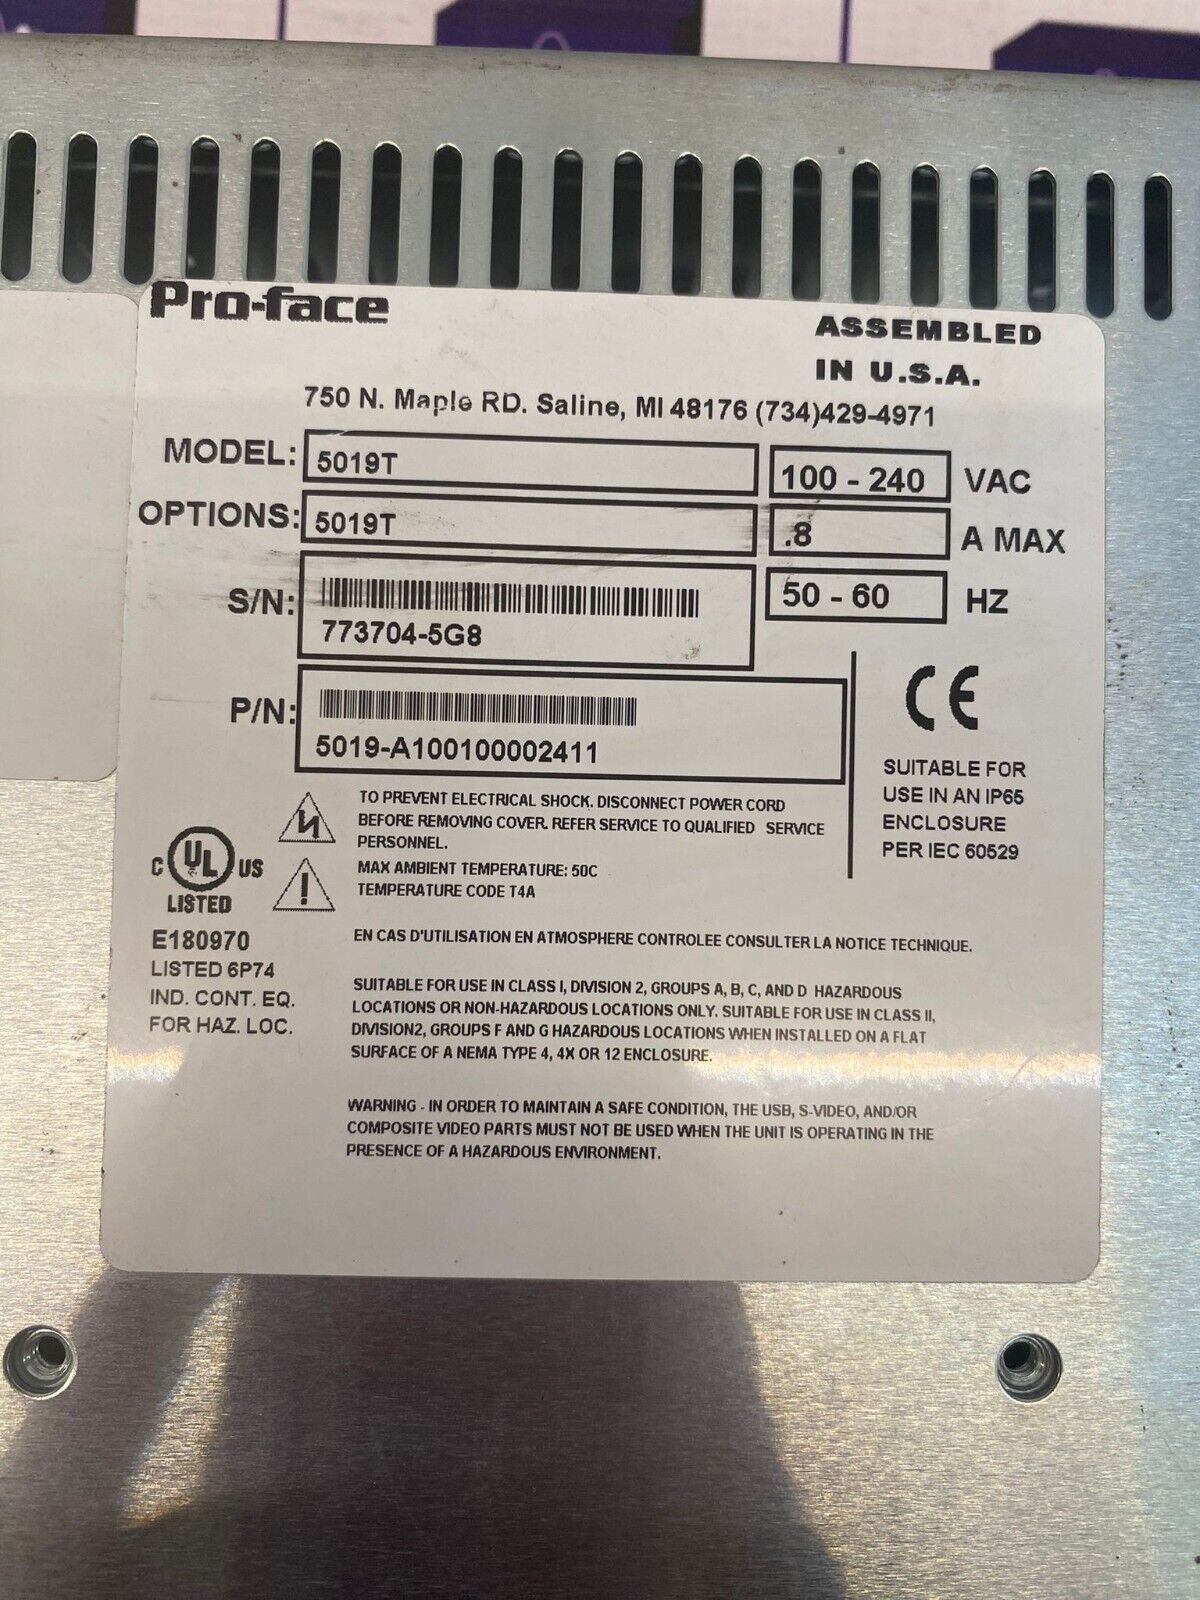 Pro-face
ASSEMBLED
IN U.S.A.
750 N. Maple RD. Saline, MI 48176 (734)429-4971
MODEL: 5019T 100 - 240 VAC
OPTIONS: 5019T .8 A MAX
S/N: 773704-5G8 50 - 60 HZ
P/N: 5019-A100100002411
CE
SUITABLE FOR
USE IN AN IP65
ENCLOSURE
PER IEC 60529
TO PREVENT ELECTRICAL SHOCK. DISCONNECT POWER CORD
BEFORE REMOVING COVER. REFER SERVICE TO QUALIFIED SERVICE
PERSONNEL.
MAX AMBIENT TEMPERATURE: 50C
TEMPERATURE CODE T4A
C UL US
LISTED
E180970
LISTED 6P74
IND. CONT. EQ.
FOR HAZ. LOC.
EN CAS D'UTILISATION EN ATMOSPHERE CONTROLEE CONSULTER LA NOTICE TECHNIQUE.
SUITABLE FOR USE IN CLASS I, DIVISION 2, GROUPS A, B, C, AND D HAZARDOUS
LOCATIONS OR NON-HAZARDOUS LOCATIONS ONLY. SUITABLE FOR USE IN CLASS II,
DIVISION2, GROUPS F AND G HAZARDOUS LOCATIONS WHEN INSTALLED ON A FLAT
SURFACE OF A NEMA TYPE 4, 4X OR 12 ENCLOSURE.
WARNING - IN ORDER TO MAINTAIN A SAFE CONDITION, THE USB, S-VIDEO, AND/OR
COMPOSITE VIDEO PARTS MUST NOT BE USED WHEN THE UNIT IS OPERATING IN THE
PRESENCE OF A HAZARDOUS ENVIRONMENT.